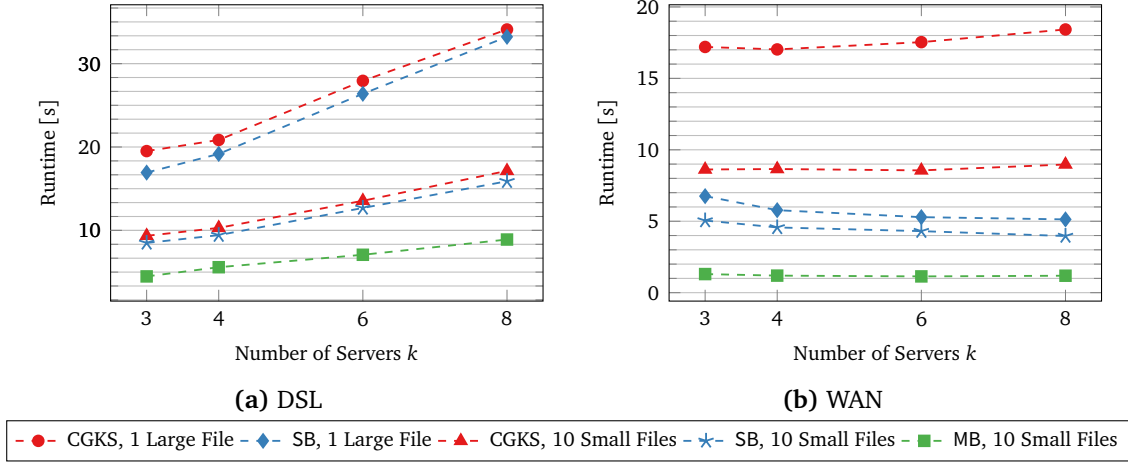 30
20
10
3 4 6 8
Runtime [s]
Number of Servers k
(a) DSL
20
15
10
5
0
3 4 6 8
Runtime [s]
Number of Servers k
(b) WAN
CGKS, 1 Large File SB, 1 Large File CGKS, 10 Small Files SB, 10 Small Files MB, 10 Small Files